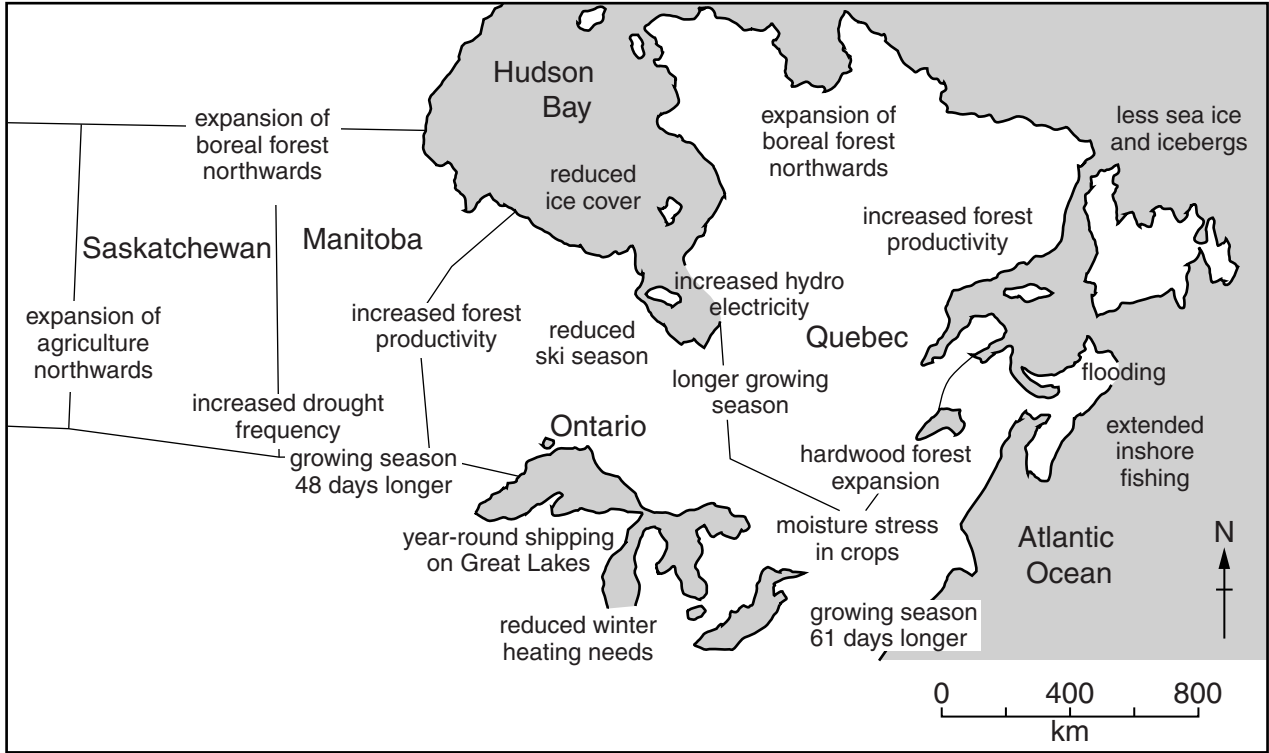 Hudson
Bay
expansion of
boreal forest
northwards
expansion of
boreal forest
northwards
less sea ice
and icebergs
reduced
ice cover
increased forest
productivity
Saskatchewan
Manitoba
increased hydro
electricity
expansion of
agriculture
northwards
increased forest
productivity
reduced
ski season
Quebec
longer growing
season
flooding
increased drought
frequency
Ontario
extended
inshore
fishing
growing season
48 days longer
hardwood forest
expansion
year-round shipping
on Great Lakes
moisture stress
in crops
Atlantic
Ocean
N
reduced winter
heating needs
growing season
61 days longer
0 400 800
km